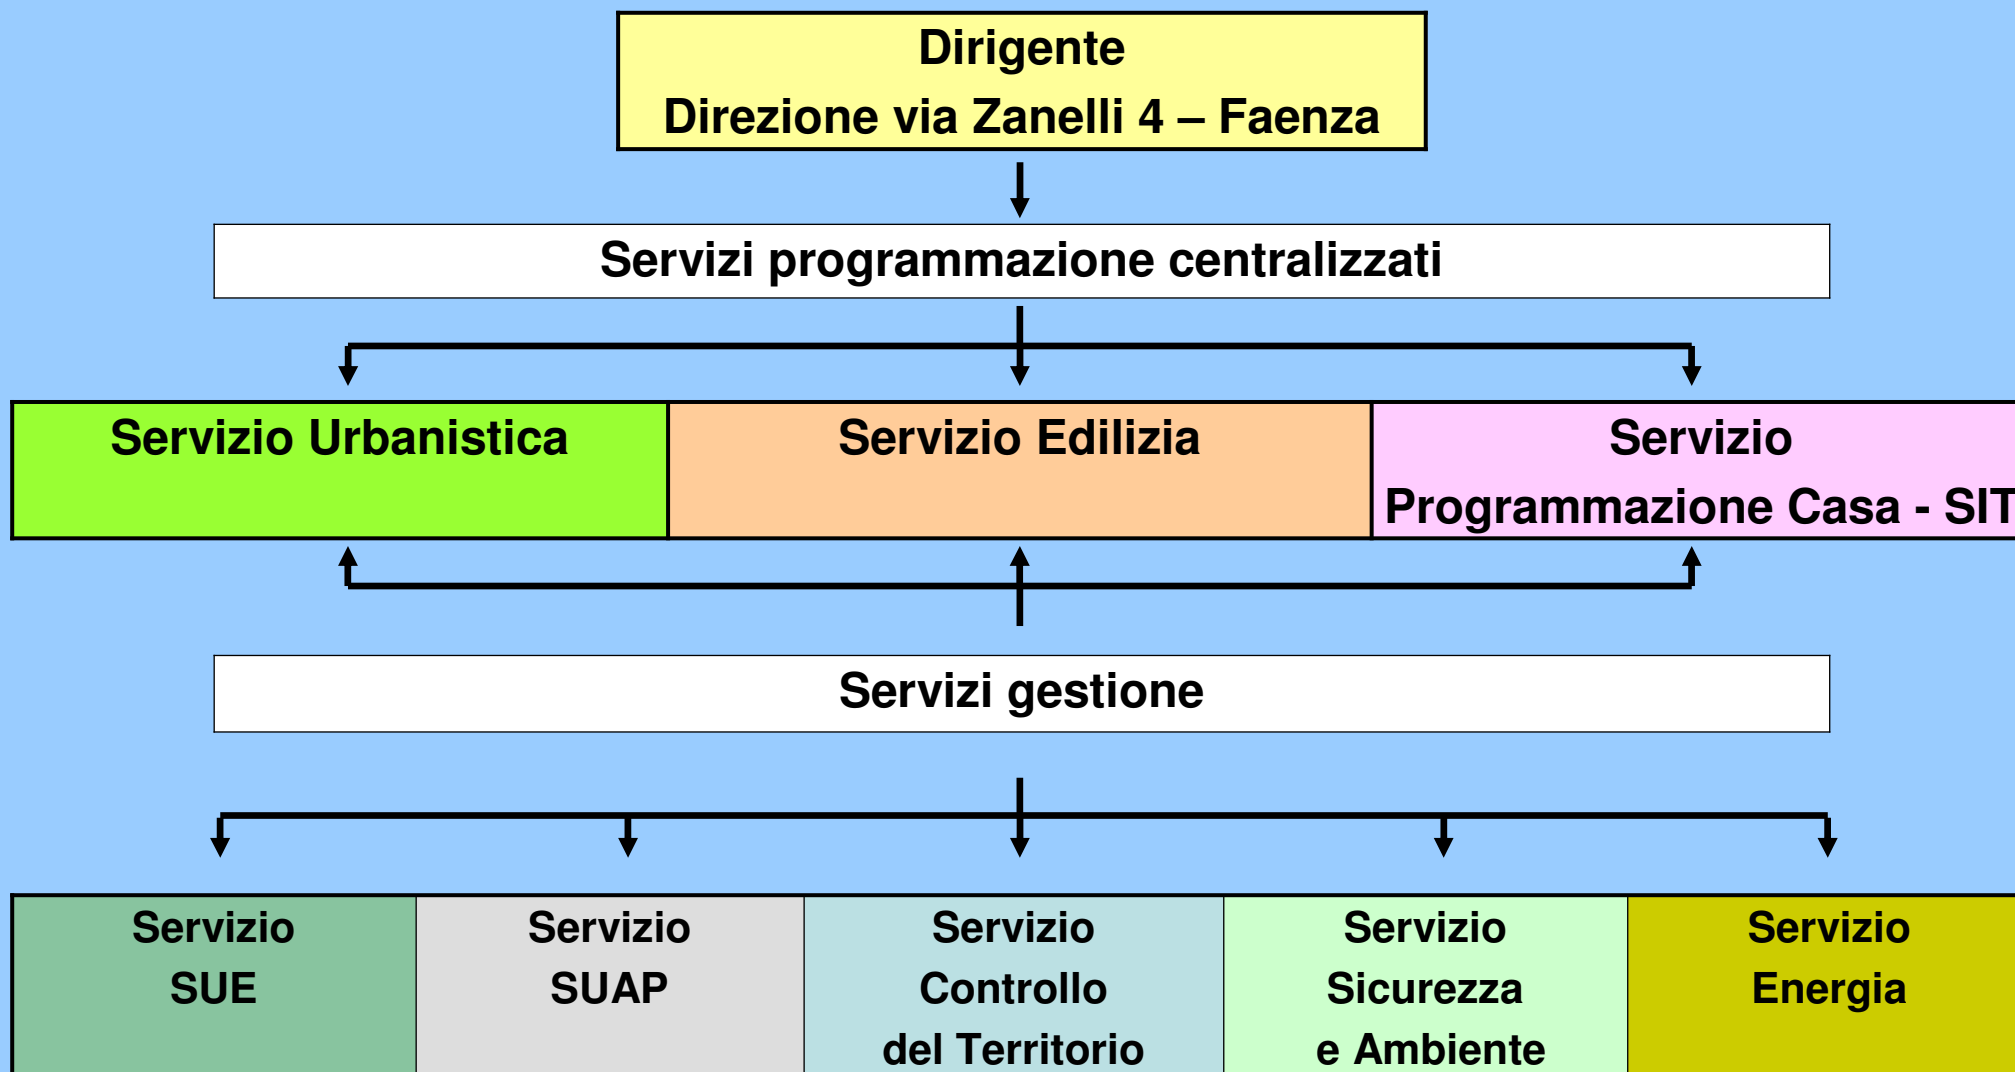 Dirigente
Direzione via Zanelli 4 – Faenza
Servizi programmazione centralizzati
Servizio Urbanistica
Servizio Edilizia
Servizio
Programmazione Casa - SIT
Servizi gestione
Servizio
SUE
Servizio
SUAP
Servizio
Controllo
del Territorio
Servizio
Sicurezza
e Ambiente
Servizio
Energia